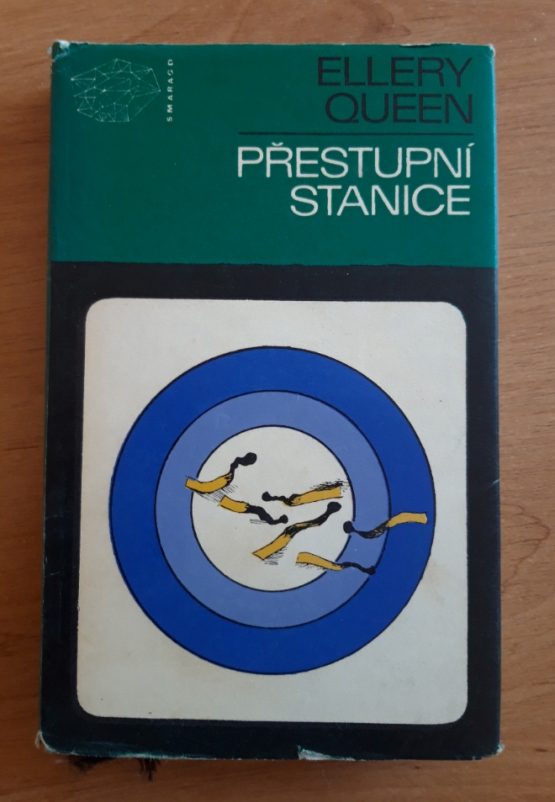 SMARAGD
ELLERY
QUEEN
PŘESTUPNÍ
STANICE